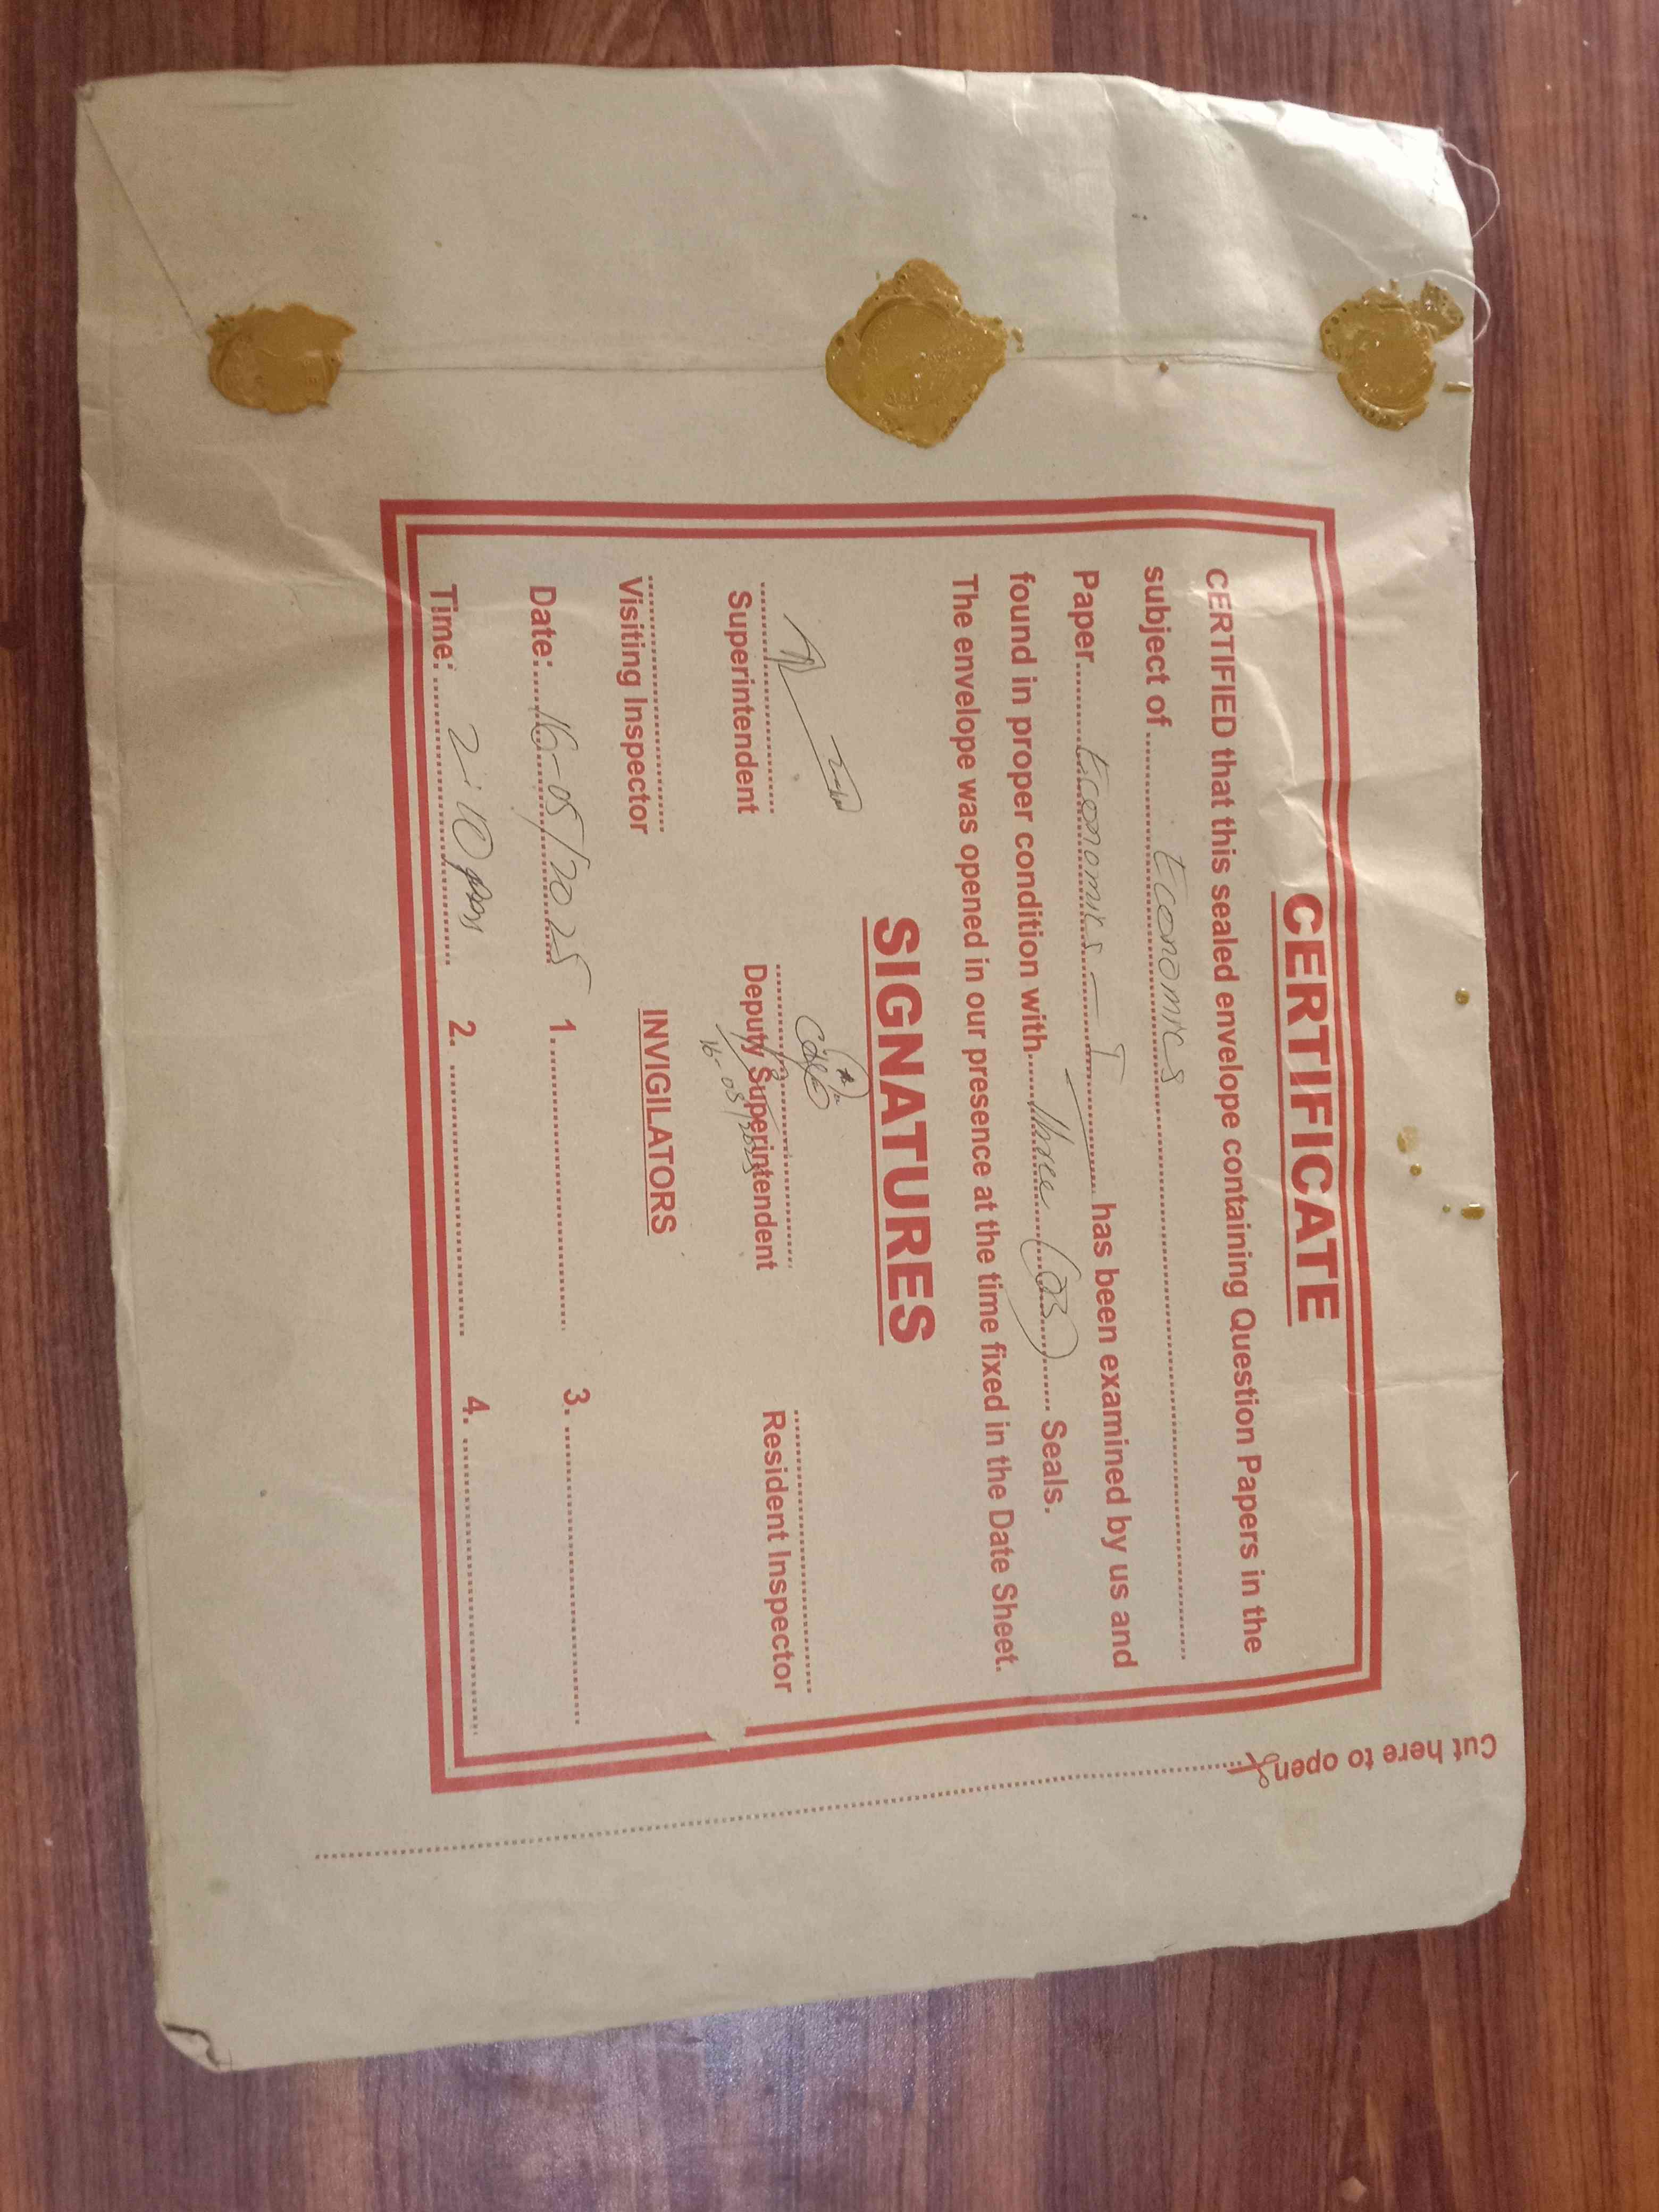 CERTIFICATE
CERTIFIED that this sealed envelope containing Question Papers in the
subject of Economics
Paper Economics - I has been examined by us and
found in proper condition with Three (03) Seals.
The envelope was opened in our presence at the time fixed in the Date Sheet.
SIGNATURES
Superintendent Deputy Superintendent Resident Inspector
16-05/2025
Visiting Inspector INVIGILATORS
Date: 16-05/2025 1. 3.
Time: 2:10 pm 2. 4.
Cut here to open